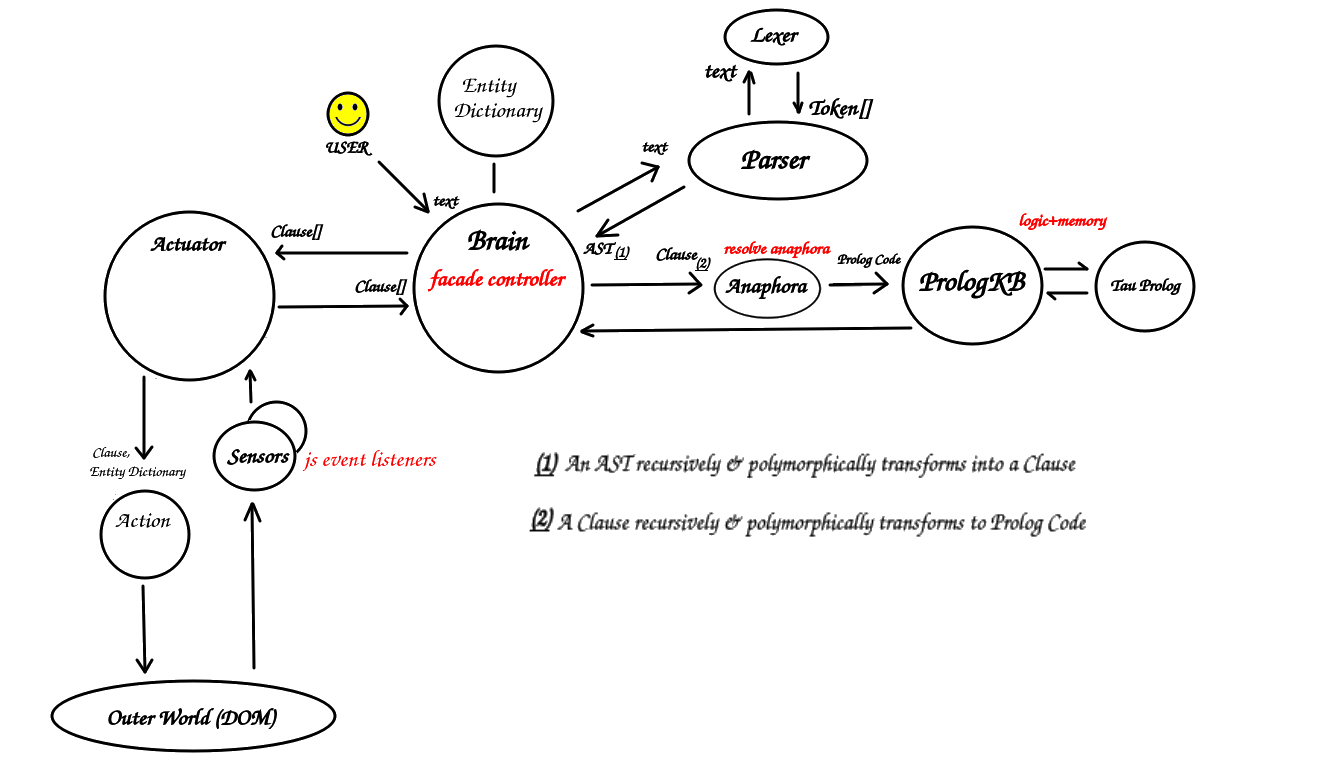 Lexer
text
Token[]
Entity
Dictionary
USER
text
Parser
text
Brain
facade controller
AST(1)
Actuator
Clause[]
Clause[]
Clause(2)
resolve anaphora
Anaphora
Prolog Code
PrologKB
logic+memory
Tau Prolog
Clause,
Entity Dictionary
Sensors
js event listeners
Action
Outer World (DOM)
(1) An AST recursively & polymorphically transforms into a Clause
(2) A Clause recursively & polymorphically transforms to Prolog Code